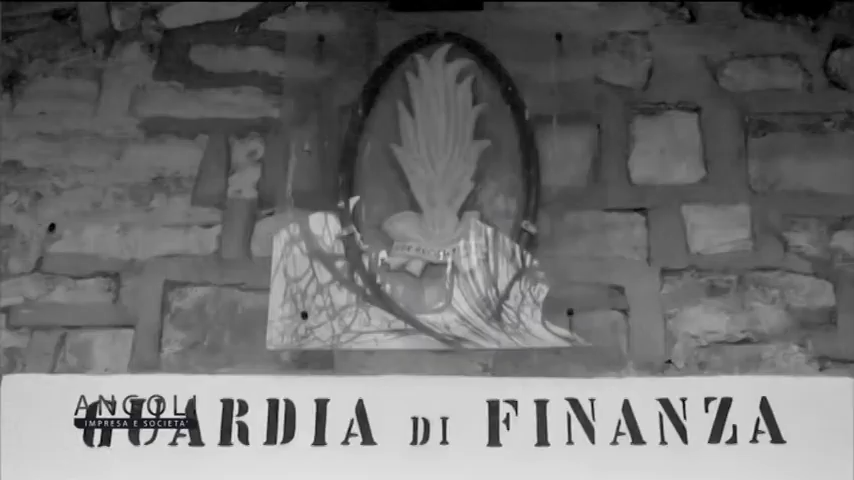 GUARDIA DI FINANZA
ANGOLI
IMPRESA E SOCIETA'